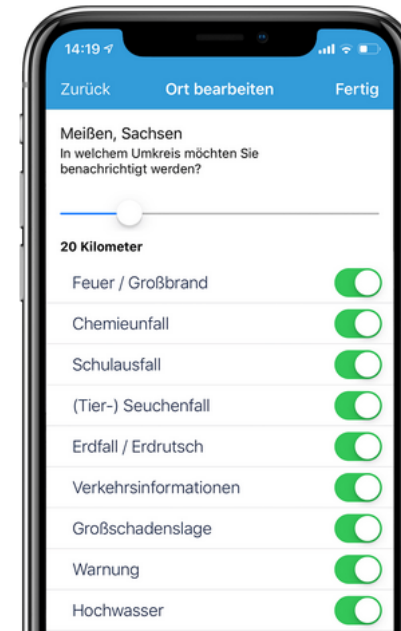 14:19
Zurück Ort bearbeiten Fertig
Meißen, Sachsen
In welchem Umkreis möchten Sie
benachrichtigt werden?
20 Kilometer
Feuer / Großbrand
Chemieunfall
Schulausfall
(Tier-) Seuchenfall
Erdfall / Erdrutsch
Verkehrsinformationen
Großschadenslage
Warnung
Hochwasser